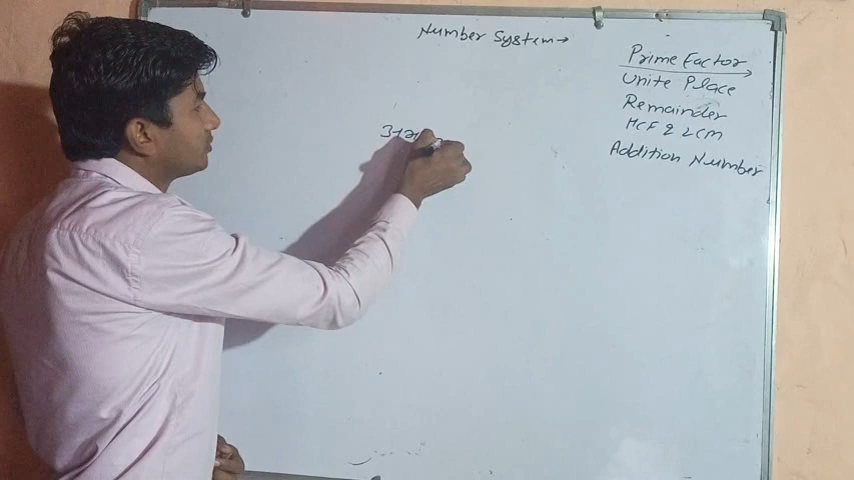 Number System→
Prime Factor
Unite Place
Remainder
HCF & LCM
Addition Number